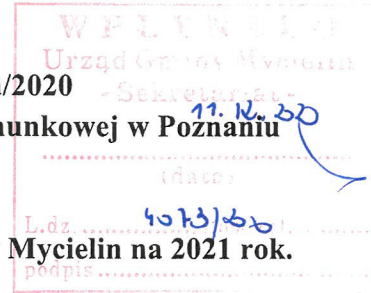 WPŁYNĘŁO
Urząd Gminy Mycielin
/2020
- Sekretariat -
11. 12. 20
unkowej w Poznaniu
(data)
L.dz. 4073/20
Mycielin na 2021 rok.
podpis